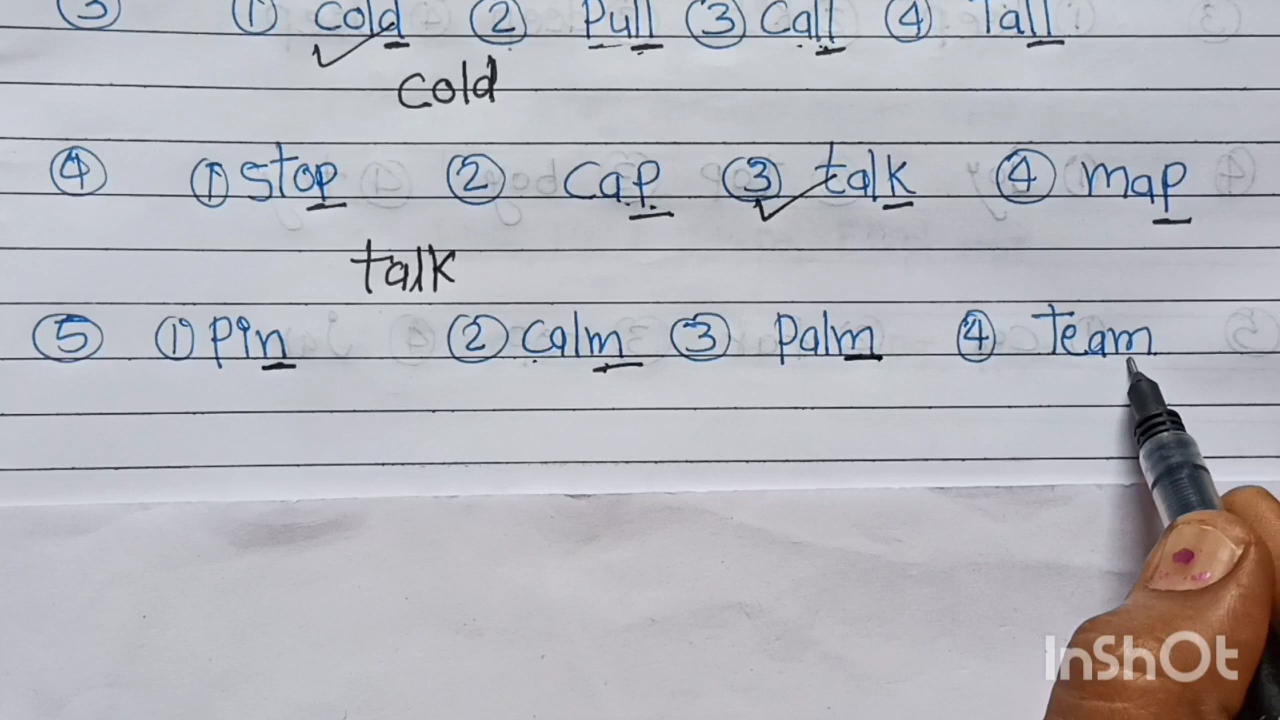 ③ ① cold ② Pull ③ Call ④ Tall
cold
④ ① stop ② cap ③ talk ④ map
talk
⑤ ① pin ② calm ③ palm ④ Team
InShOt